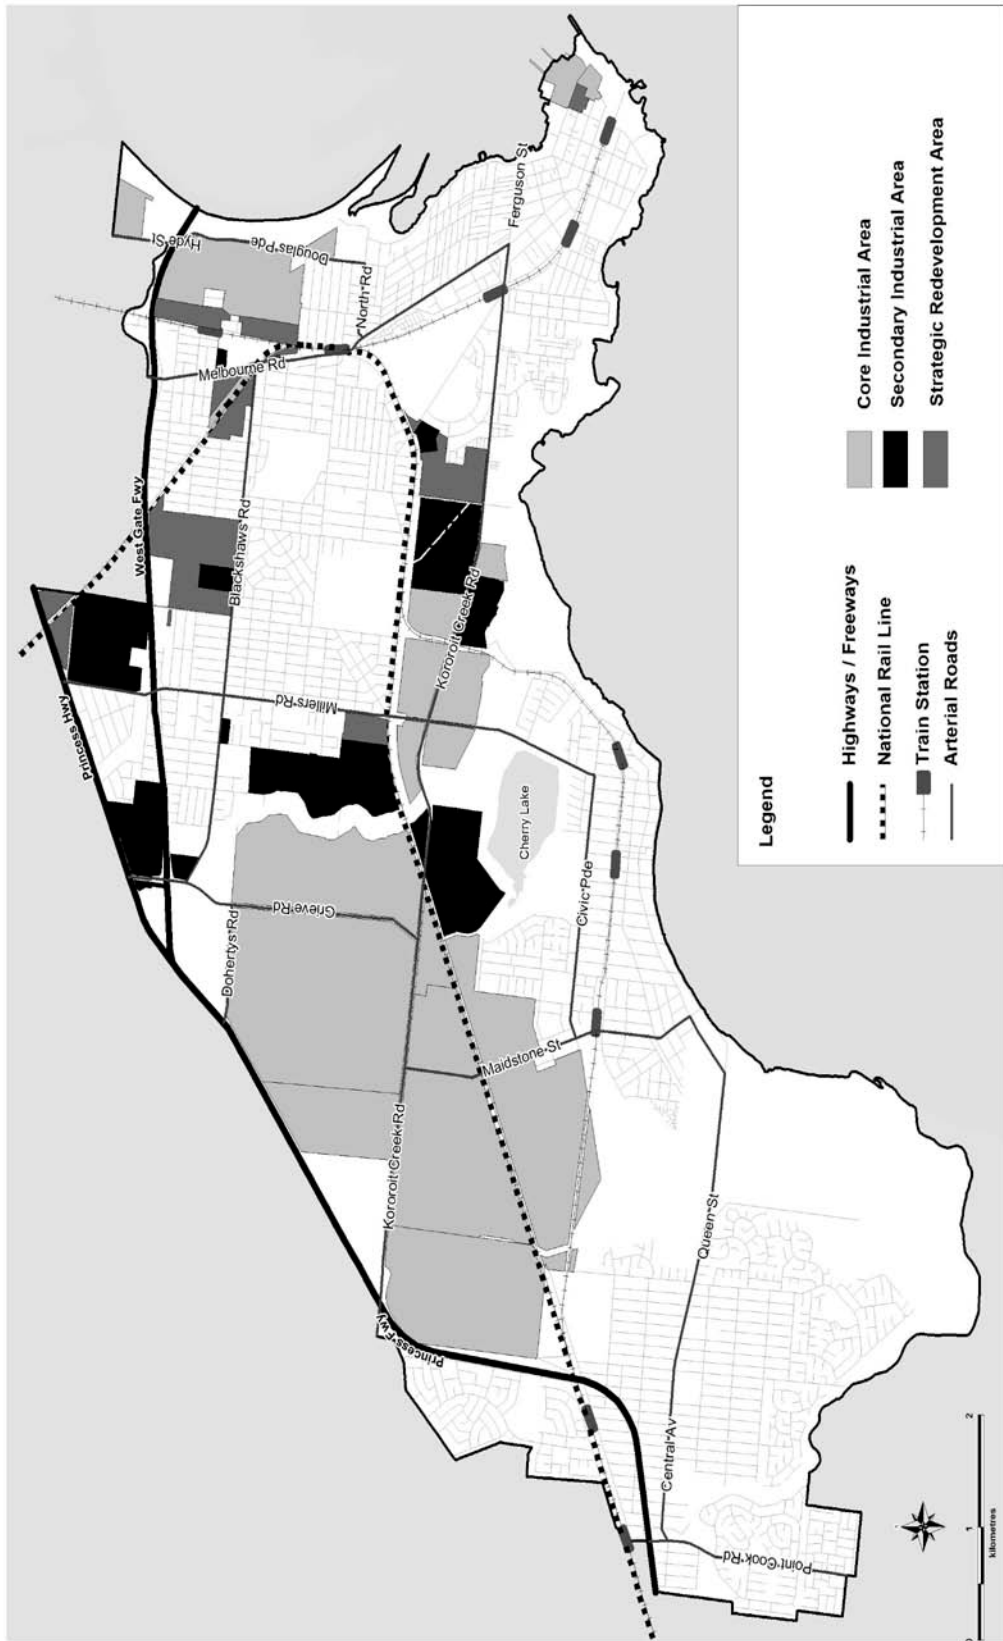 Princess Hwy
West Gate Fwy
Hyde St
Douglas Pde
North Rd
Ferguson St
Melbourne Rd
Blackshaws Rd
Millers Rd
Kororoit Creek Rd
Cherry Lake
Civic Pde
Grieve Rd
Dohertys Rd
Maidstone St
Kororoit Creek Rd
Queen St
Princess Fwy
Central Av
Point Cook Rd
Legend
Highways / Freeways
National Rail Line
Train Station
Arterial Roads
Core Industrial Area
Secondary Industrial Area
Strategic Redevelopment Area
0 1 2
kilometres